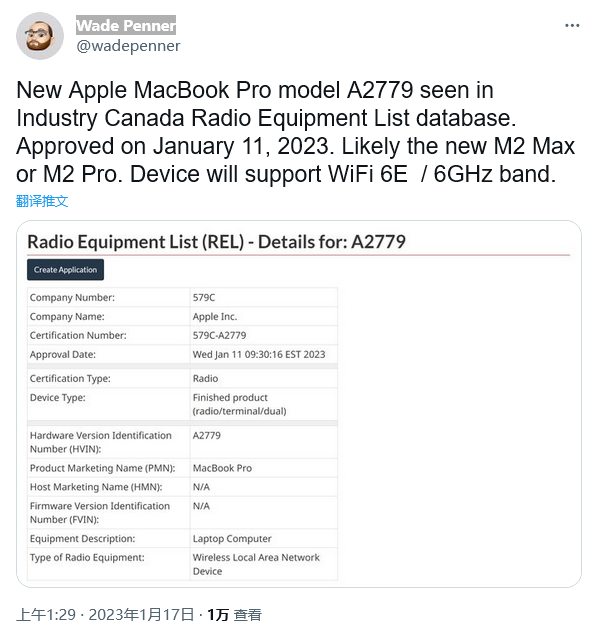 Wade Penner
@wadepenner
New Apple MacBook Pro model A2779 seen in
Industry Canada Radio Equipment List database.
Approved on January 11, 2023. Likely the new M2 Max
or M2 Pro. Device will support WiFi 6E  / 6GHz band.
翻译推文
Radio Equipment List (REL) - Details for: A2779
Create Application
Company Number: 579C
Company Name: Apple Inc.
Certification Number: 579C-A2779
Approval Date: Wed Jan 11 09:30:16 EST 2023
Certification Type: Radio
Device Type: Finished product
(radio/terminal/dual)
Hardware Version Identification A2779
Number (HVIN):
Product Marketing Name (PMN): MacBook Pro
Host Marketing Name (HMN): N/A
Firmware Version Identification N/A
Number (FVIN):
Equipment Description: Laptop Computer
Type of Radio Equipment: Wireless Local Area Network
Device
上午1:29 · 2023年1月17日 · 1万 查看